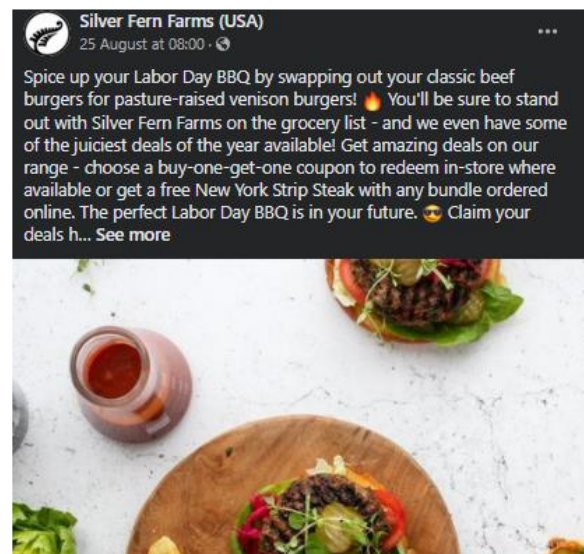 Silver Fern Farms (USA)
25 August at 08:00 ·
Spice up your Labor Day BBQ by swapping out your classic beef
burgers for pasture-raised venison burgers! 🔥 You'll be sure to stand
out with Silver Fern Farms on the grocery list - and we even have some
of the juiciest deals of the year available! Get amazing deals on our
range - choose a buy-one-get-one coupon to redeem in-store where
available or get a free New York Strip Steak with any bundle ordered
online. The perfect Labor Day BBQ is in your future. 😎 Claim your
deals h... See more